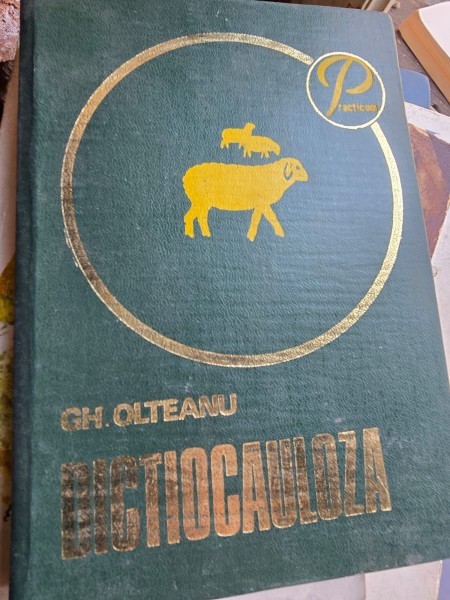 Practicum
GH. OLTEANU
DICTIOCAULOZA